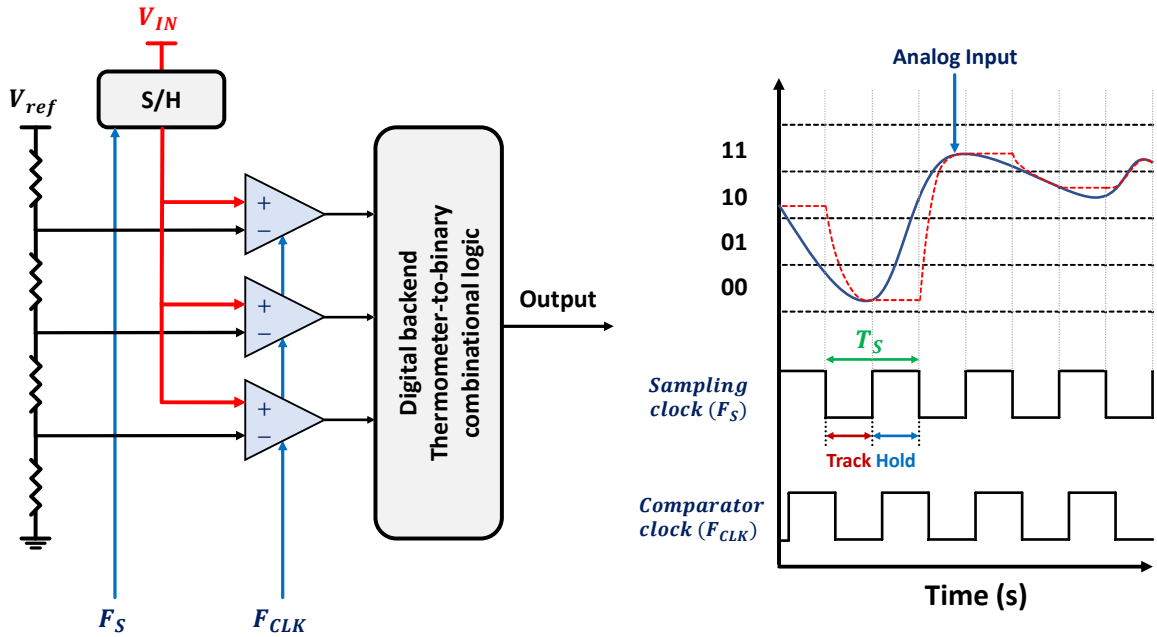 V_IN
S/H
V_ref
+
−
+
−
+
−
Digital backend
Thermometer-to-binary
combinational logic
Output
F_S
F_CLK
Analog Input
11
10
01
00
T_S
Sampling
clock (F_S)
Track Hold
Comparator
clock (F_CLK)
Time (s)